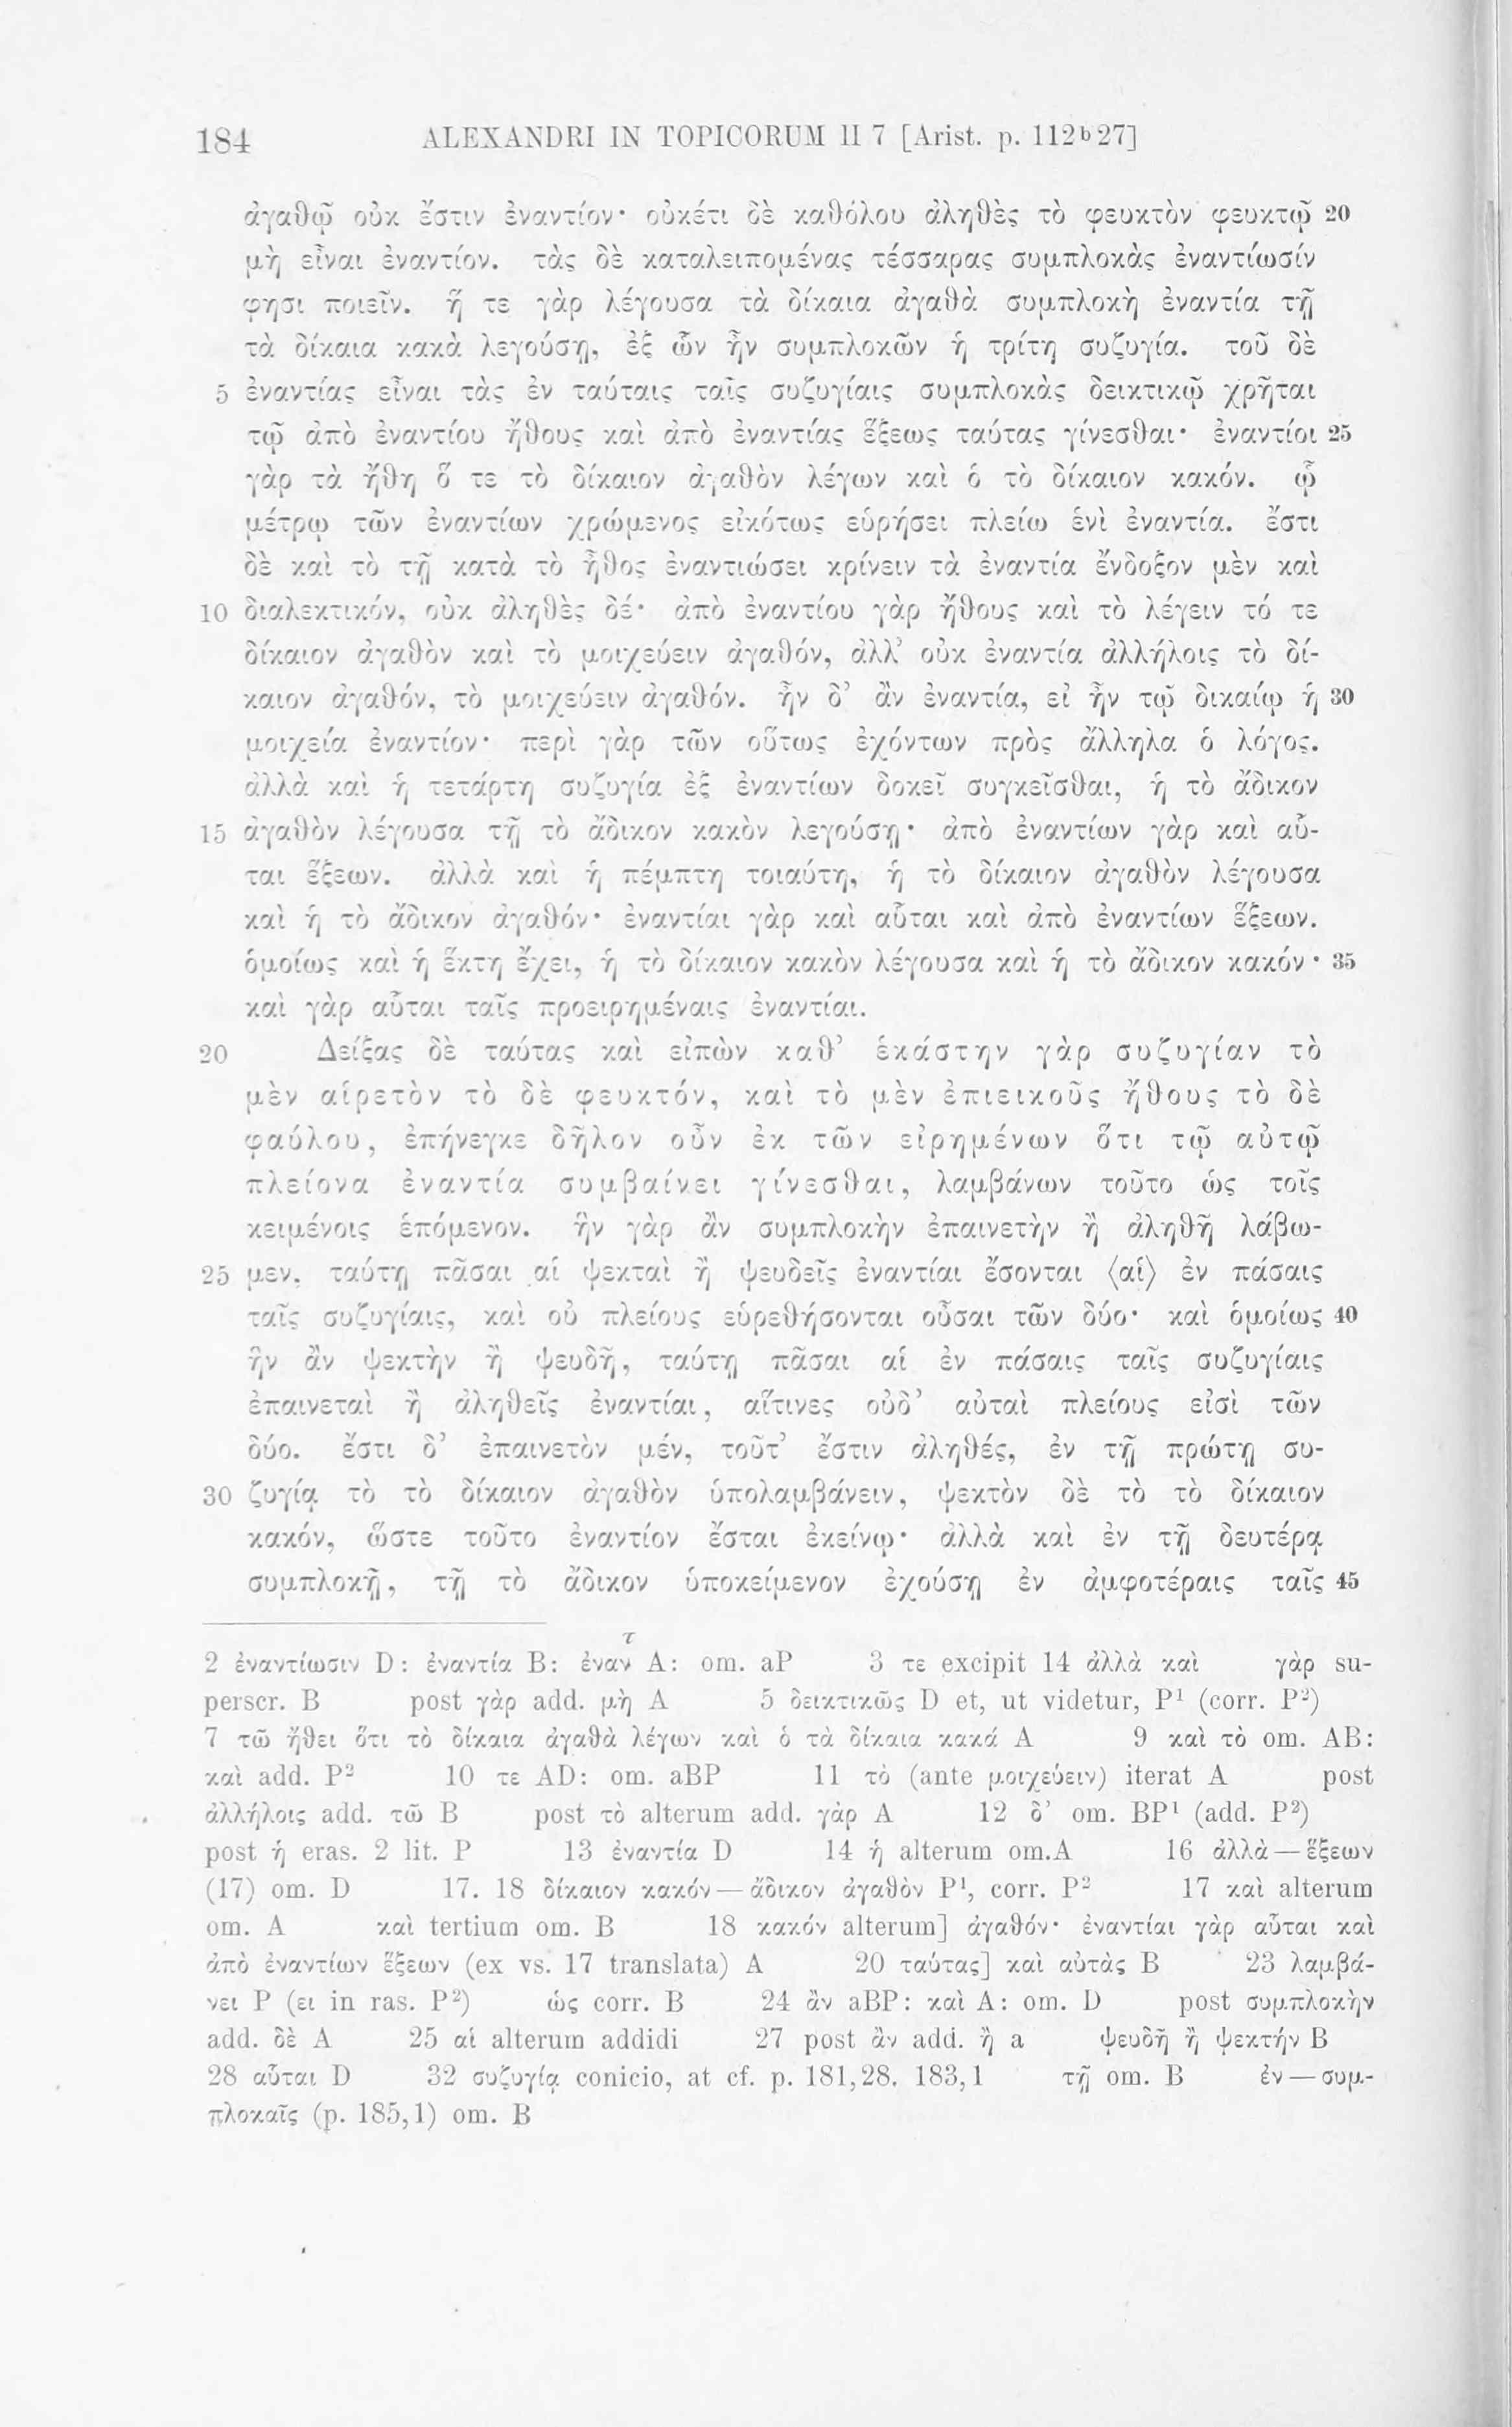 184 ALEXANDRI IN TOPICORUM II 7 [Arist. p. 112ᵇ27]
ἀγαθῷ οὐκ ἔστιν ἐναντίον· οὐκέτι δὲ καθόλου ἀληθὲς τὸ φευκτὸν φευκτῷ 20
μὴ εἶναι ἐναντίον. τὰς δὲ καταλειπομένας τέσσαρας συμπλοκὰς ἐναντίωσίν
φησι ποιεῖν. ἥ τε γὰρ λέγουσα τὰ δίκαια ἀγαθὰ συμπλοκὴ ἐναντία τῇ
τὰ δίκαια κακὰ λεγούσῃ, ἐξ ὧν ἦν συμπλοκῶν ἡ τρίτη συζυγία. τοῦ δὲ
5 ἐναντίας εἶναι τὰς ἐν ταύταις ταῖς συζυγίαις συμπλοκὰς δεικτικῷ χρῆται
τῷ ἀπὸ ἐναντίου ἤθους καὶ ἀπὸ ἐναντίας ἕξεως ταύτας γίνεσθαι· ἐναντίοι 25
γὰρ τὰ ἤθη ὅ τε τὸ δίκαιον ἀγαθὸν λέγων καὶ ὁ τὸ δίκαιον κακόν. ᾧ
μέτρῳ τῶν ἐναντίων χρώμενος εἰκότως εὑρήσει πλείω ἑνὶ ἐναντία. ἔστι
δὲ καὶ τὸ τῇ κατὰ τὸ ἦθος ἐναντιώσει κρίνειν τὰ ἐναντία ἔνδοξον μὲν καὶ
10 διαλεκτικόν, οὐκ ἀληθὲς δέ· ἀπὸ ἐναντίου γὰρ ἤθους καὶ τὸ λέγειν τό τε
δίκαιον ἀγαθὸν καὶ τὸ μοιχεύειν ἀγαθόν, ἀλλ’ οὐκ ἐναντία ἀλλήλοις τὸ δί-
καιον ἀγαθόν, τὸ μοιχεύειν ἀγαθόν. ἦν δ’ ἂν ἐναντία, εἰ ἦν τῷ δικαίῳ ἡ 30
μοιχεία ἐναντίον· περὶ γὰρ τῶν οὕτως ἐχόντων πρὸς ἄλληλα ὁ λόγος.
ἀλλὰ καὶ ἡ τετάρτη συζυγία ἐξ ἐναντίων δοκεῖ συγκεῖσθαι, ἡ τὸ ἄδικον
15 ἀγαθὸν λέγουσα τῇ τὸ ἄδικον κακὸν λεγούσῃ· ἀπὸ ἐναντίων γὰρ καὶ αὗ-
ται ἕξεων. ἀλλὰ καὶ ἡ πέμπτη τοιαύτη, ἡ τὸ δίκαιον ἀγαθὸν λέγουσα
καὶ ἡ τὸ ἄδικον ἀγαθόν· ἐναντίαι γὰρ καὶ αὗται καὶ ἀπὸ ἐναντίων ἕξεων.
ὁμοίως καὶ ἡ ἕκτη ἔχει, ἡ τὸ δίκαιον κακὸν λέγουσα καὶ ἡ τὸ ἄδικον κακόν· 35
καὶ γὰρ αὗται ταῖς προειρημέναις ἐναντίαι.
20 Δείξας δὲ ταύτας καὶ εἰπὼν καθ’ ἑκάστην γὰρ συζυγίαν τὸ
μὲν αἱρετὸν τὸ δὲ φευκτόν, καὶ τὸ μὲν ἐπιεικοῦς ἤθους τὸ δὲ
φαύλου, ἐπήνεγκε δῆλον οὖν ἐκ τῶν εἰρημένων ὅτι τῷ αὐτῷ
πλείονα ἐναντία συμβαίνει γίνεσθαι, λαμβάνων τοῦτο ὡς τοῖς
κειμένοις ἑπόμενον. ἣν γὰρ ἂν συμπλοκὴν ἐπαινετὴν ἢ ἀληθῆ λάβω-
25 μεν, ταύτῃ πᾶσαι αἱ ψεκταὶ ἢ ψευδεῖς ἐναντίαι ἔσονται ⟨αἱ⟩ ἐν πάσαις
ταῖς συζυγίαις, καὶ οὐ πλείους εὑρεθήσονται οὖσαι τῶν δύο· καὶ ὁμοίως 40
ἣν ἂν ψεκτὴν ἢ ψευδῆ, ταύτῃ πᾶσαι αἱ ἐν πάσαις ταῖς συζυγίαις
ἐπαινεταὶ ἢ ἀληθεῖς ἐναντίαι, αἵτινες οὐδ’ αὐταὶ πλείους εἰσὶ τῶν
δύο. ἔστι δ’ ἐπαινετὸν μέν, τοῦτ’ ἔστιν ἀληθές, ἐν τῇ πρώτῃ συ-
30 ζυγίᾳ τὸ τὸ δίκαιον ἀγαθὸν ὑπολαμβάνειν, ψεκτὸν δὲ τὸ τὸ δίκαιον
κακόν, ὥστε τοῦτο ἐναντίον ἔσται ἐκείνῳ· ἀλλὰ καὶ ἐν τῇ δευτέρᾳ
συμπλοκῇ, τῇ τὸ ἄδικον ὑποκείμενον ἐχούσῃ ἐν ἀμφοτέραις ταῖς 45
2 ἐναντίωσιν D: ἐναντία B: ἐναντ A: om. aP 3 τε excipit 14 ἀλλὰ καὶ γὰρ su-
perscr. B post γὰρ add. μὴ A 5 δεικτικῶς D et, ut videtur, P¹ (corr. P²)
7 τῶ ἤθει ὅτι τὸ δίκαια ἀγαθὰ λέγων καὶ ὁ τὰ δίκαια κακά A 9 καὶ τὸ om. AB:
καὶ add. P² 10 τε AD: om. aBP 11 τὸ (ante μοιχεύειν) iterat A post
ἀλλήλοις add. τῶ B post τὸ alterum add. γὰρ A 12 δ’ om. BP¹ (add. P²)
post ἡ eras. 2 lit. P 13 ἐναντία D 14 ἡ alterum om. A 16 ἀλλὰ — ἕξεων
(17) om. D 17. 18 δίκαιον κακόν — ἄδικον ἀγαθὸν P¹, corr. P² 17 καὶ alterum
om. A καὶ tertium om. B 18 κακόν alterum] ἀγαθόν· ἐναντίαι γὰρ αὗται καὶ
ἀπὸ ἐναντίων ἕξεων (ex vs. 17 translata) A 20 ταύτας] καὶ αὐτὰς B 23 λαμβά-
νει P (ει in ras. P²) ὡς corr. B 24 ἂν aBP: καὶ A: om. D post συμπλοκὴν
add. δὲ A 25 αἱ alterum addidi 27 post ἂν add. ἢ a ψευδῆ ἢ ψεκτήν B
28 αὗται D 32 συζυγίᾳ conicio, at cf. p. 181,28. 183,1 τῇ om. B ἐν — συμ-
πλοκαῖς (p. 185,1) om. B